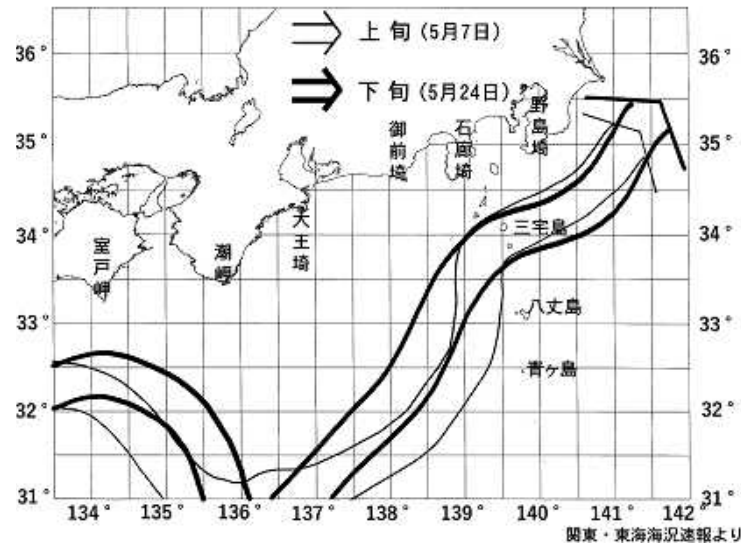 上旬(5月7日)
下旬(5月24日)
36°
36°
35°
35°
34°
34°
33°
33°
32°
32°
31°
31°
野島埼
石廊埼
御前埼
大王埼
潮岬
室戸岬
三宅島
八丈島
青ヶ島
134° 135° 136° 137° 138° 139° 140° 141° 142°
関東・東海海況速報より